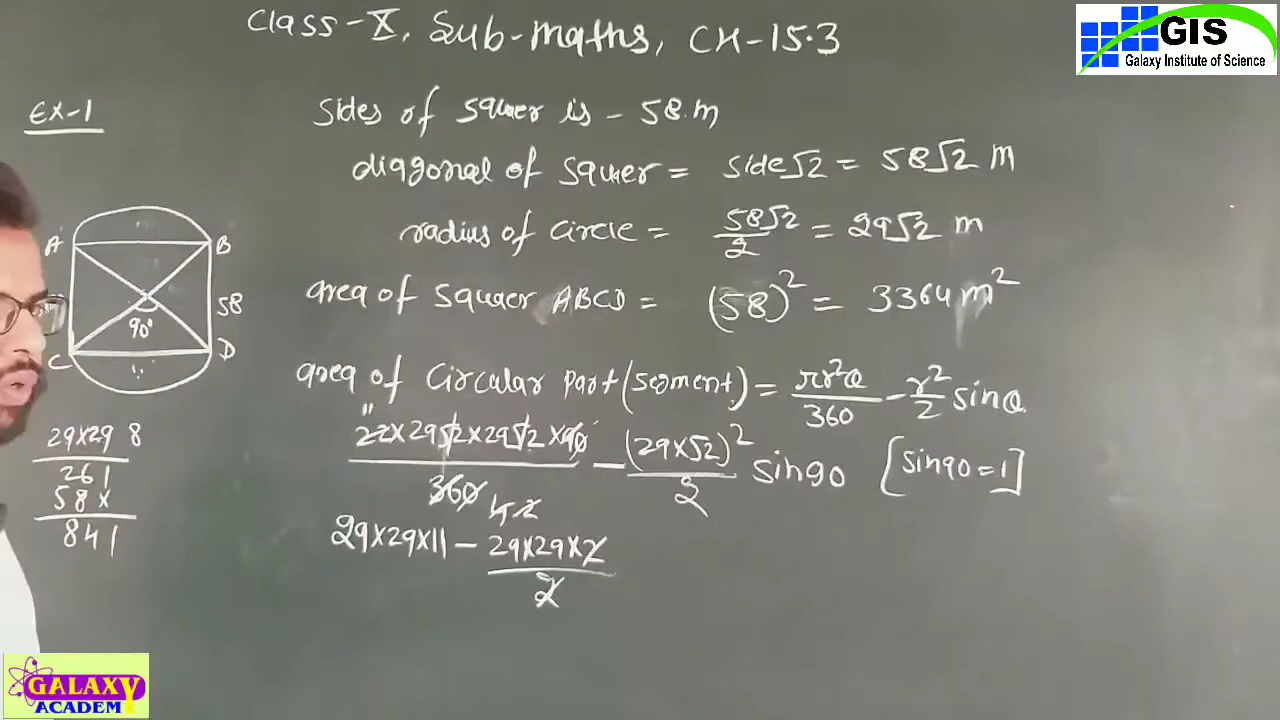 Class-X, Sub-maths, CH-15.3
GIS
Galaxy Institute of Science
EX-1
sides of squer is - 58 m
diagonal of squer = side√2 = 58√2 m
radius of circle = 58√2/2 = 29√2 m
area of squer ABCD = (58)² = 3364 m²
area of circular part (segment) = πr²θ/360 - r²/2 sinθ
22×29√2×29√2×90/360 - (29×√2)²/2 sin90 [sin90=1]
11
4 2
29×29×11 - 29×29×2/2
A B
58
90°
C D
29×29 8
261
58×
841
GALAXY
ACADEM